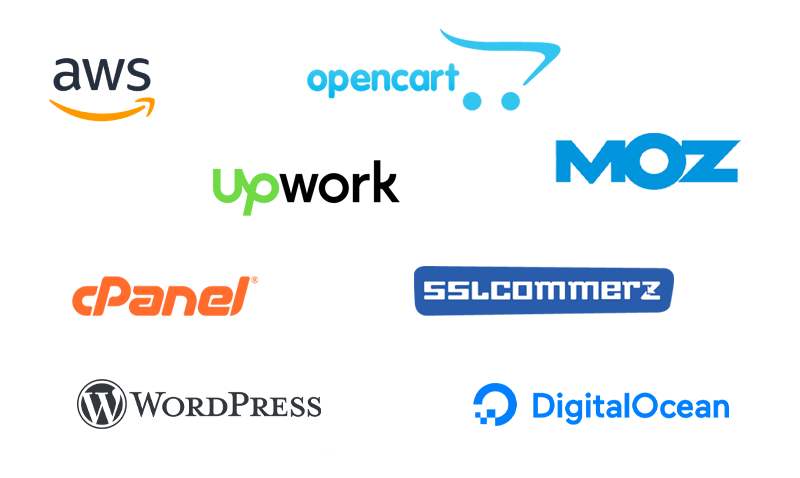 aws
opencart
upwork
MOZ
cPanel®
SSLCOMMERZ
W WORDPRESS
DigitalOcean